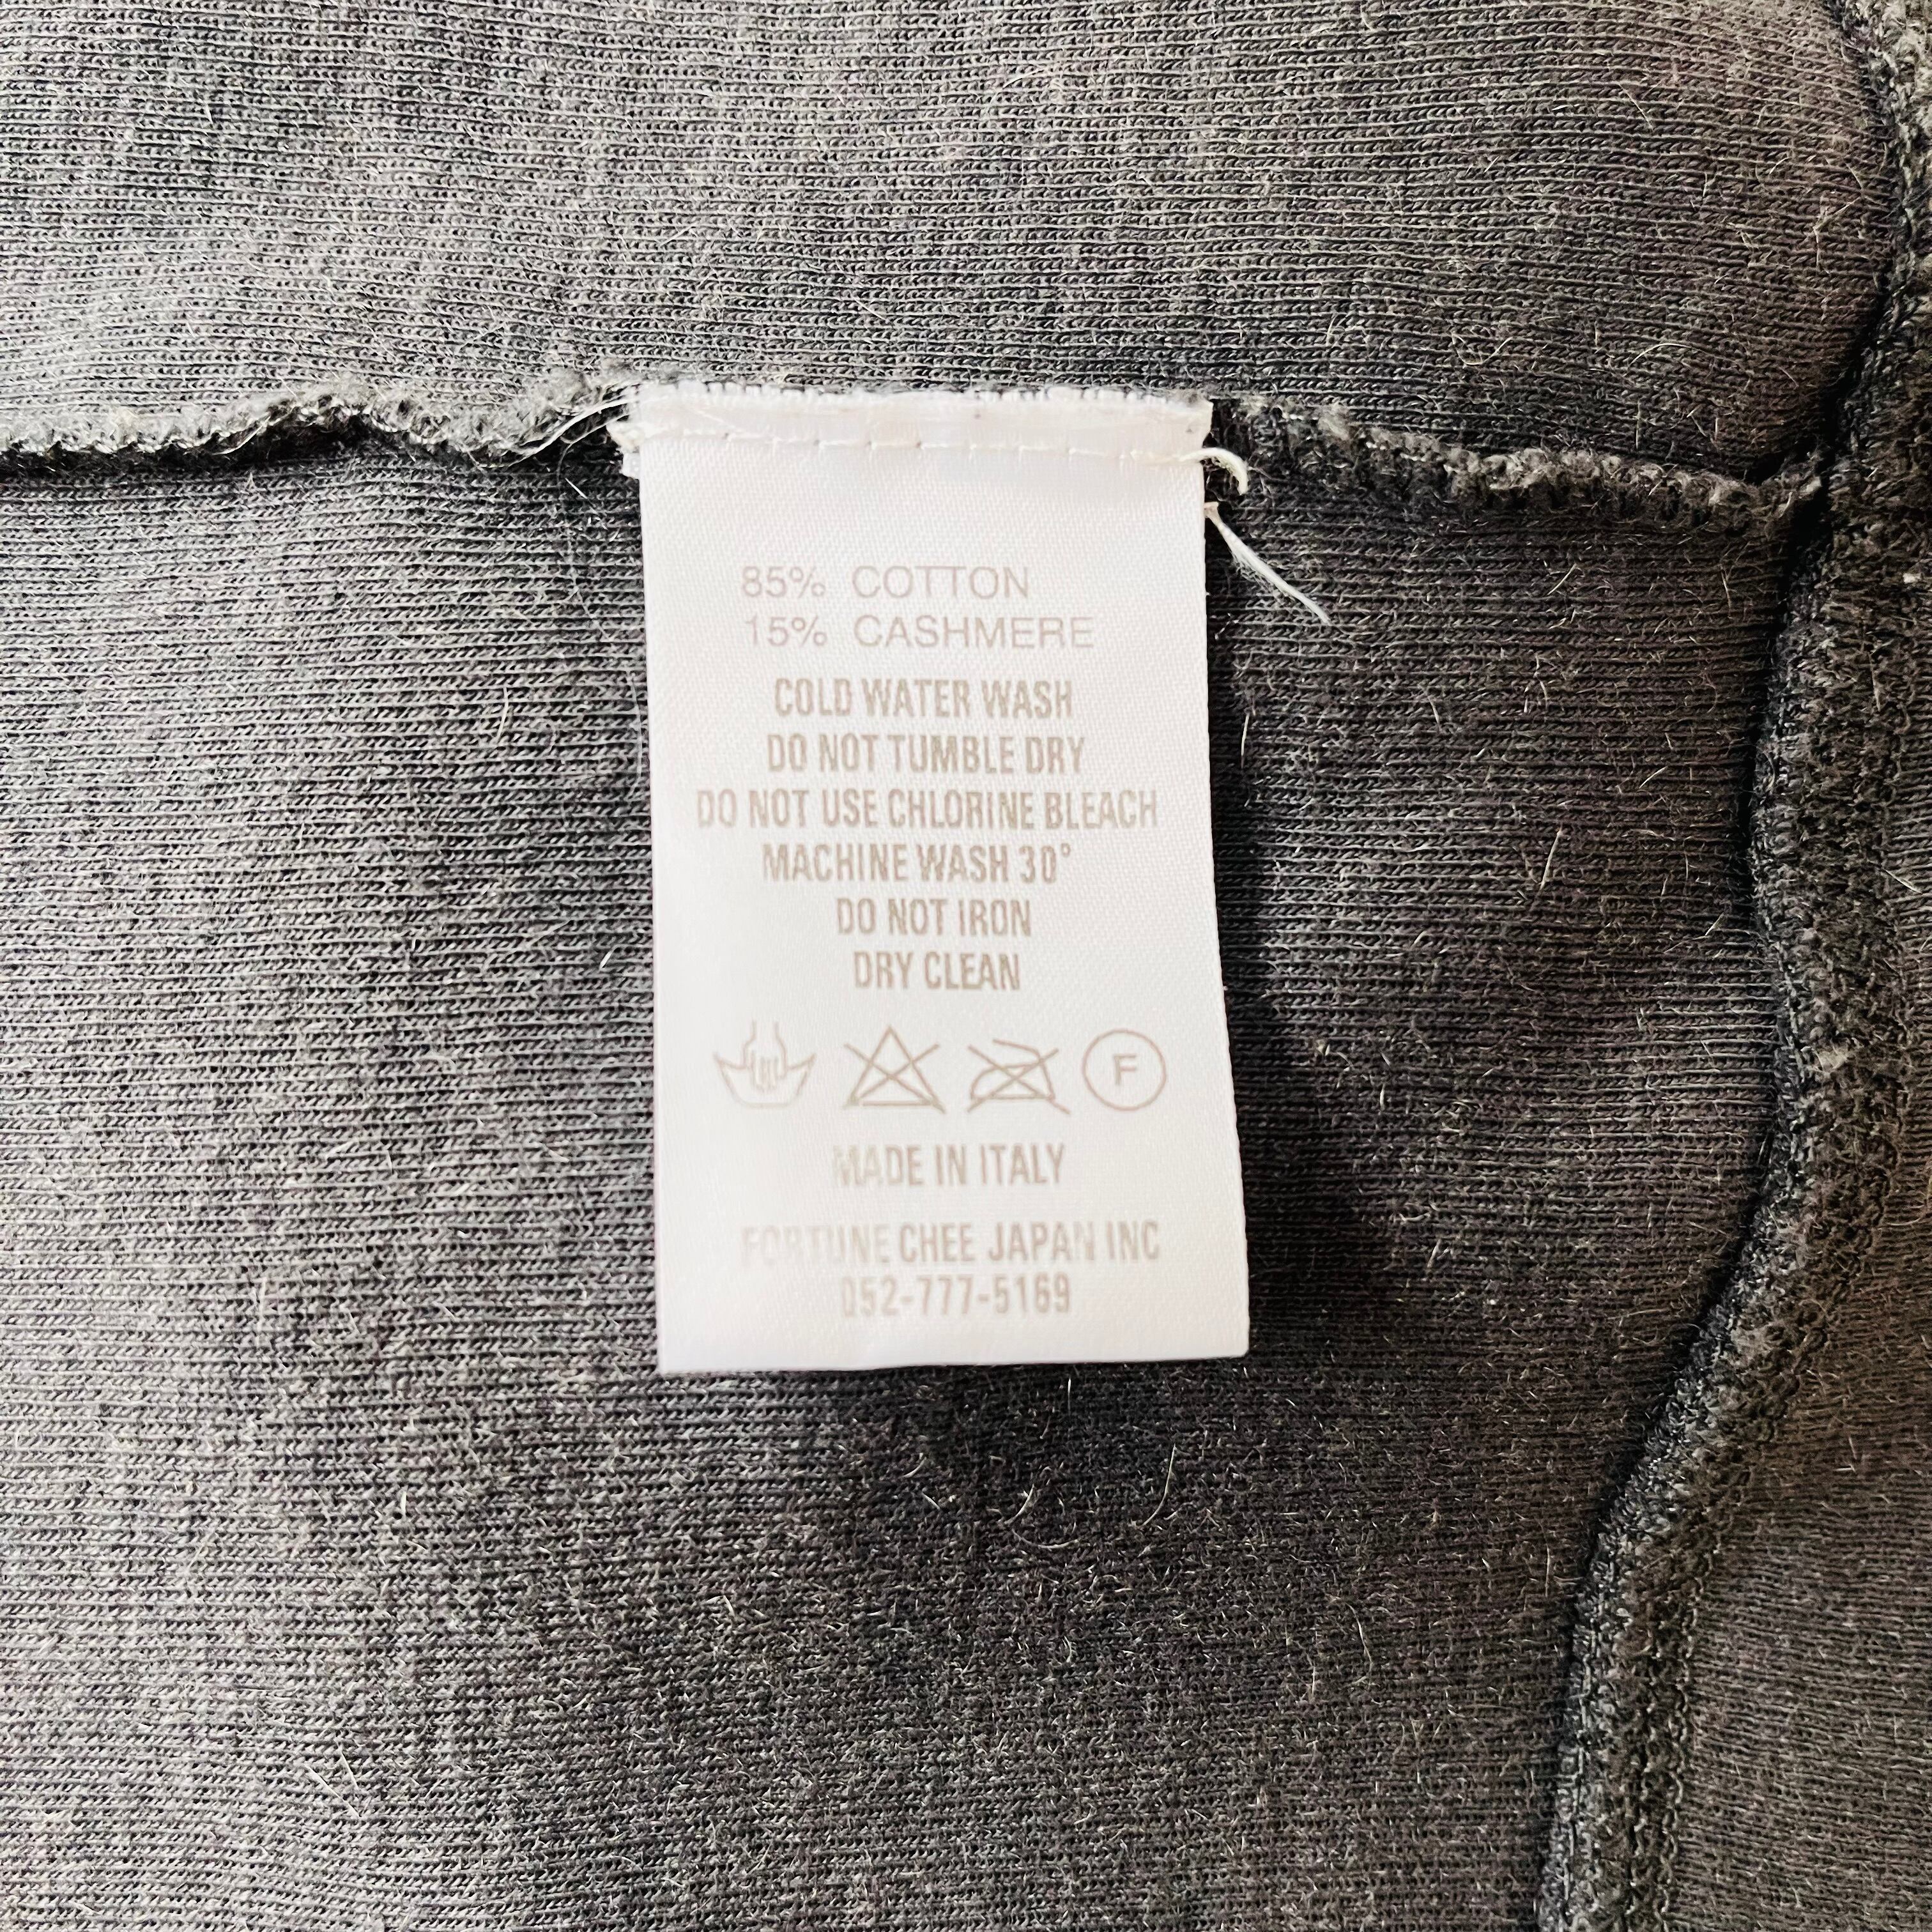 85% COTTON
15% CASHMERE
COLD WATER WASH
DO NOT TUMBLE DRY
DO NOT USE CHLORINE BLEACH
MACHINE WASH 30°
DO NOT IRON
DRY CLEAN
F
MADE IN ITALY
FORTUNE CHEE JAPAN INC
052-777-5169